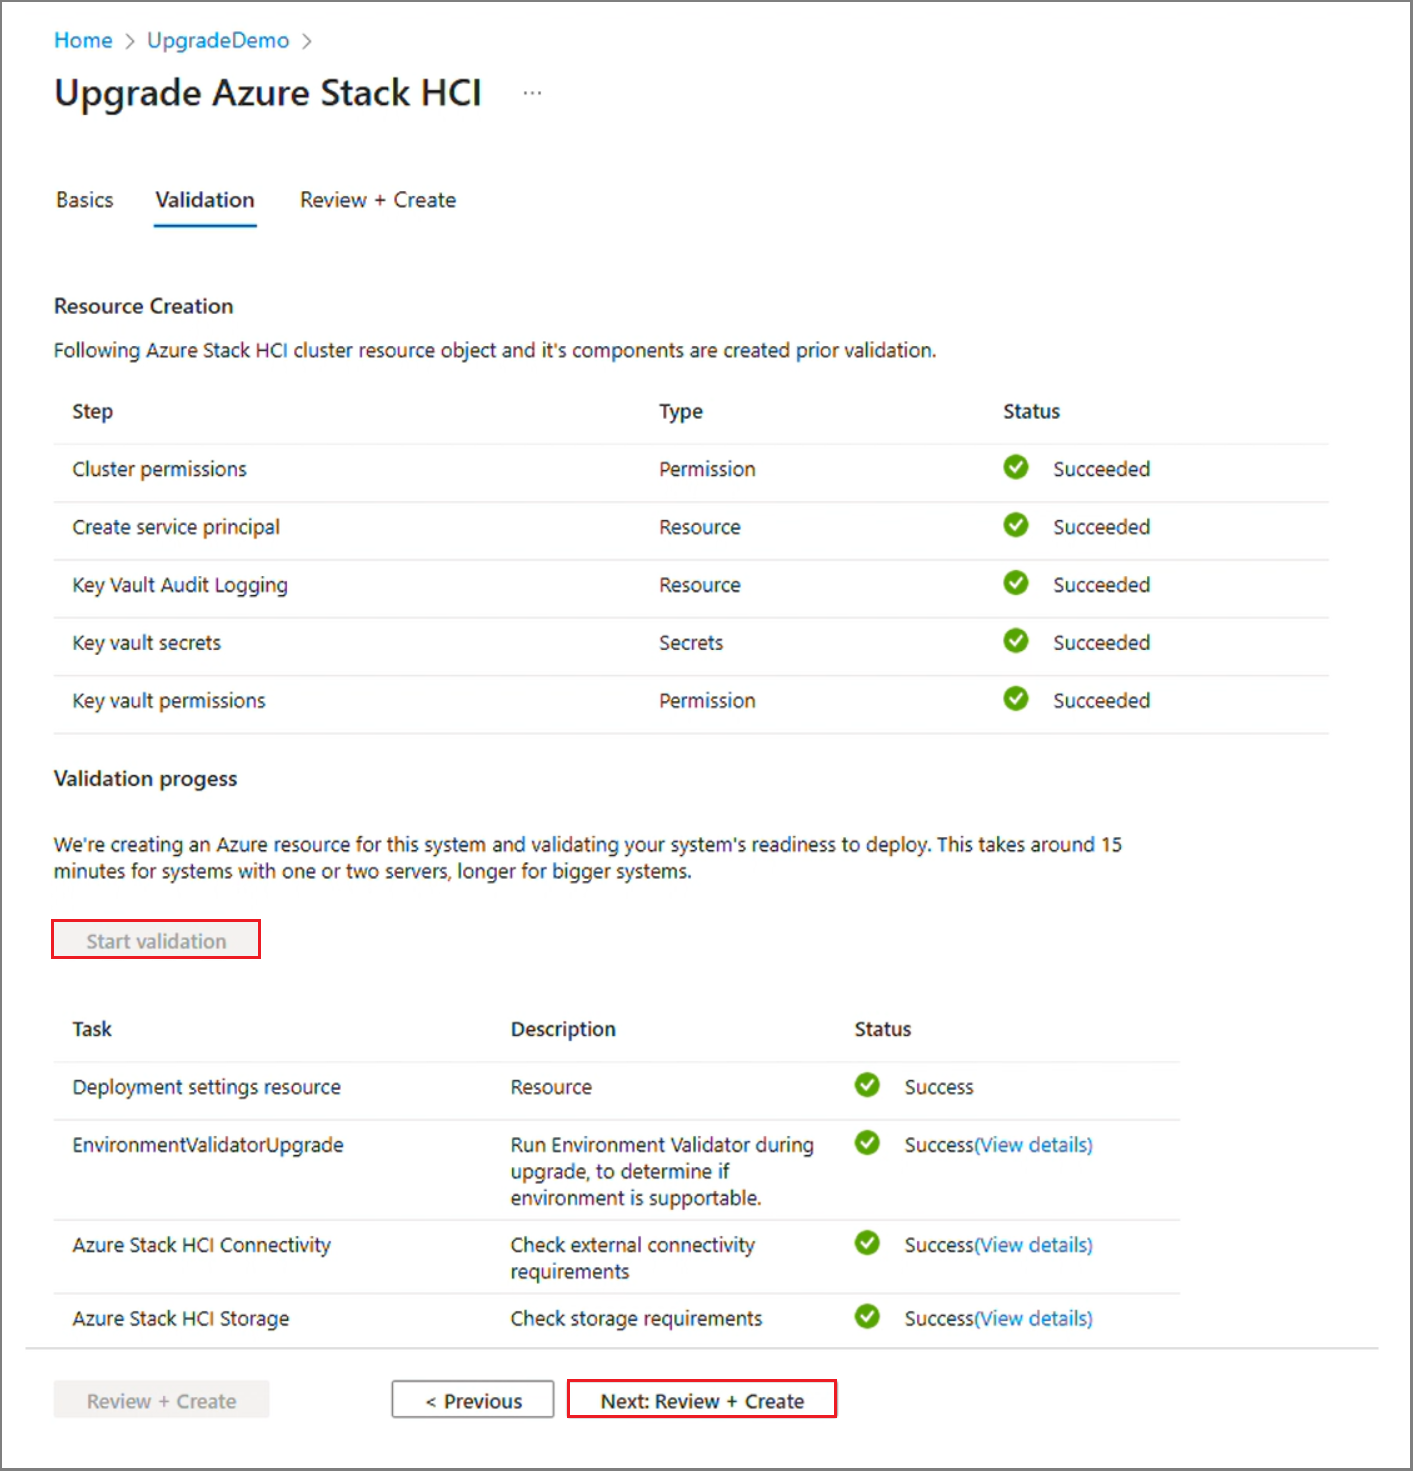 Home > UpgradeDemo >
Upgrade Azure Stack HCI ...
Basics Validation Review + Create
Resource Creation
Following Azure Stack HCI cluster resource object and it's components are created prior validation.
Step Type Status
Cluster permissions Permission Succeeded
Create service principal Resource Succeeded
Key Vault Audit Logging Resource Succeeded
Key vault secrets Secrets Succeeded
Key vault permissions Permission Succeeded
Validation progess
We're creating an Azure resource for this system and validating your system's readiness to deploy. This takes around 15
minutes for systems with one or two servers, longer for bigger systems.
Start validation
Task Description Status
Deployment settings resource Resource Success
EnvironmentValidatorUpgrade Run Environment Validator during Success(View details)
upgrade, to determine if
environment is supportable.
Azure Stack HCI Connectivity Check external connectivity Success(View details)
requirements
Azure Stack HCI Storage Check storage requirements Success(View details)
Review + Create < Previous Next: Review + Create